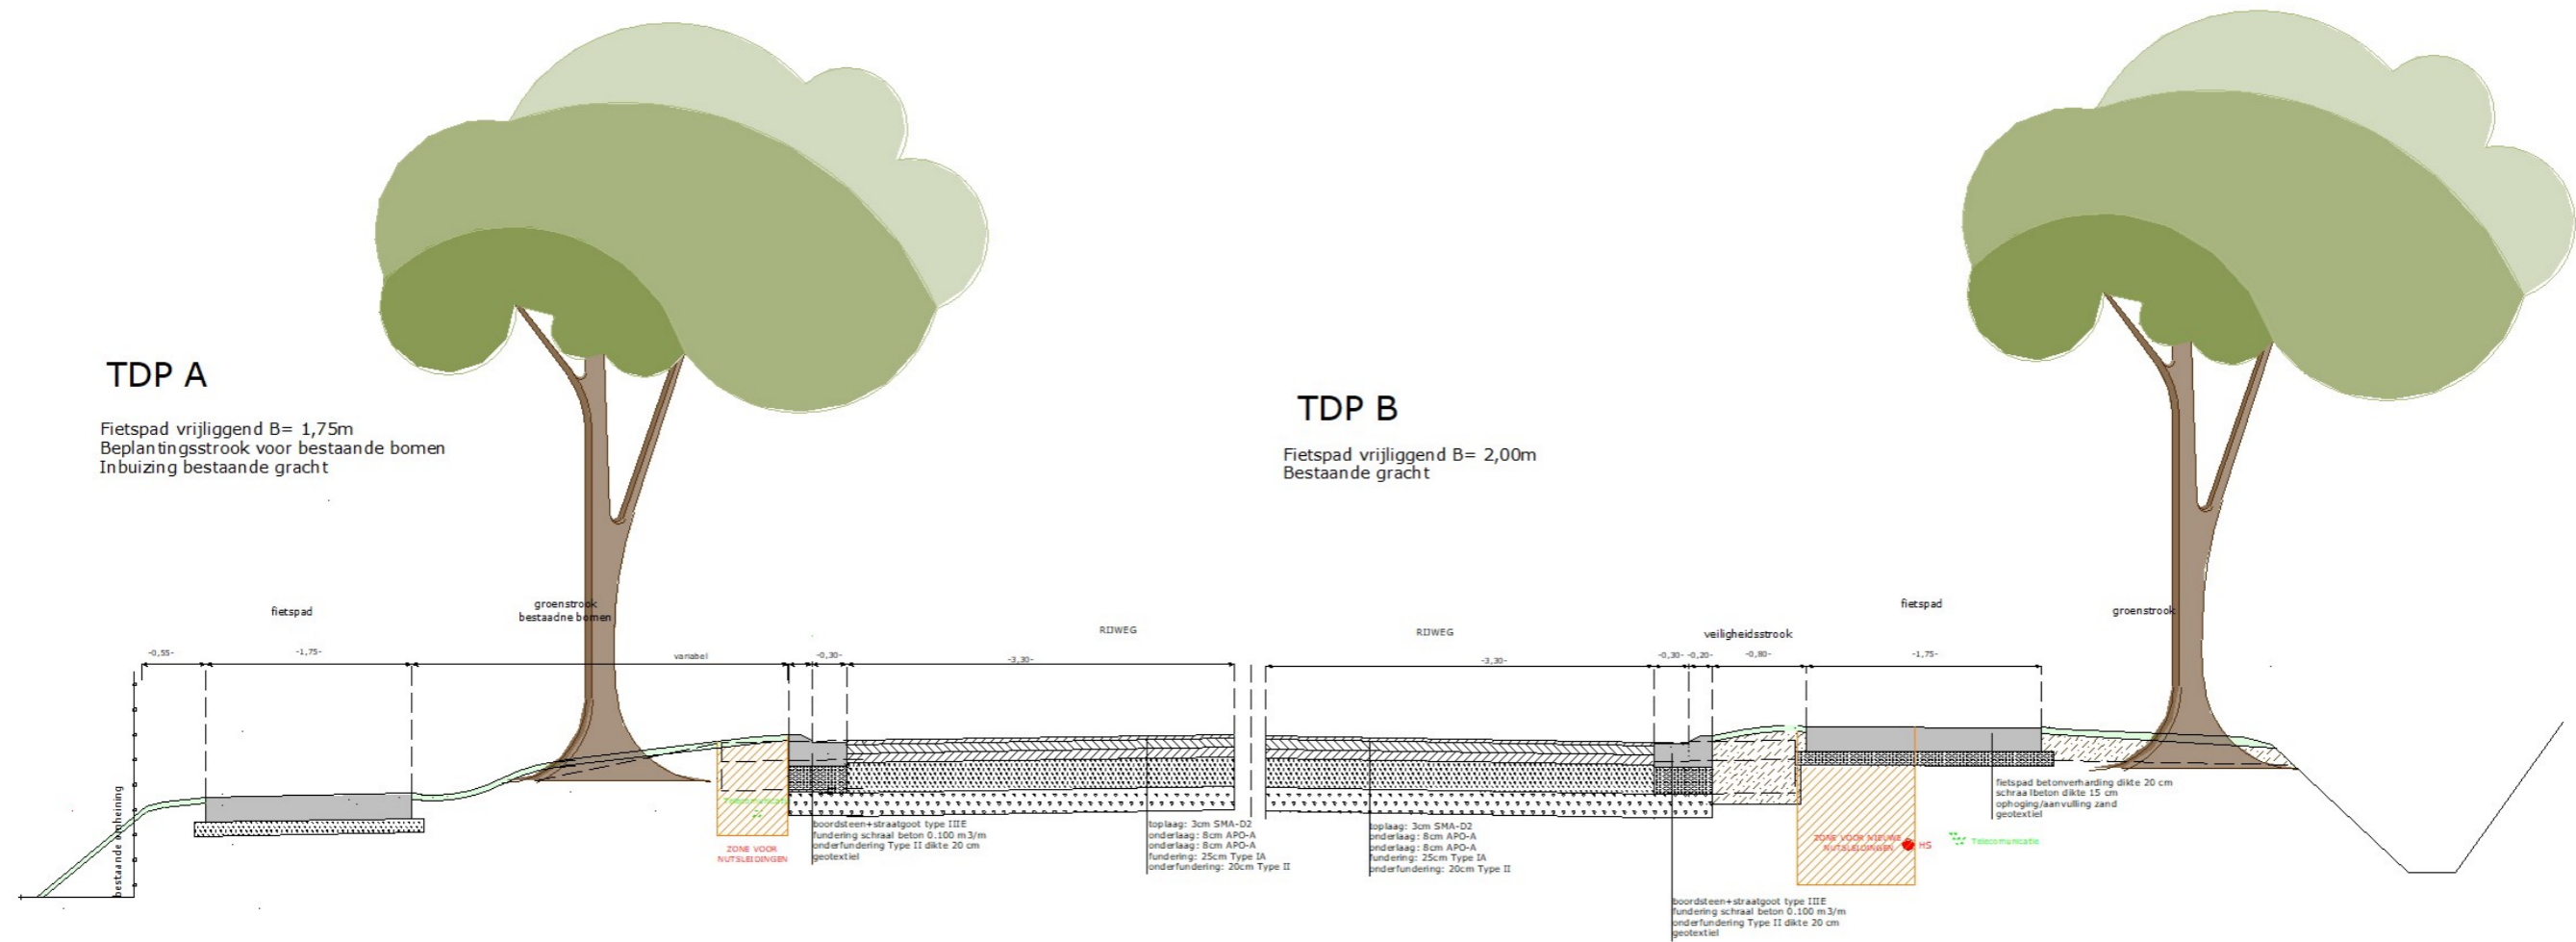 TDP A
Fietspad vrijliggend B= 1,75m
Beplantingsstrook voor bestaande bomen
Inbuizing bestaande gracht
TDP B
Fietspad vrijliggend B= 2,00m
Bestaande gracht
fietspad
groenstrook
bestaadne bomen
RIJWEG
RIJWEG
veiligheidsstrook
fietspad
groenstrook
-0,55-
-1,75-
variabel
-0,30-
-3,30-
-3,30-
-0,30-
-0,20-
-0,80-
-1,75-
bestaande omheining
Telecomunicatie
ZONE VOOR
NUTSLEIDINGEN
boordsteen+straatgoot type IIIE
fundering schraal beton 0.100 m3/m
onderfundering Type II dikte 20 cm
geotextiel
toplaag: 3cm SMA-D2
onderlaag: 8cm APO-A
onderlaag: 8cm APO-A
fundering: 25cm Type IA
onderfundering: 20cm Type II
toplaag: 3cm SMA-D2
onderlaag: 8cm APO-A
onderlaag: 8cm APO-A
fundering: 25cm Type IA
onderfundering: 20cm Type II
boordsteen+straatgoot type IIIE
fundering schraal beton 0.100 m3/m
onderfundering Type II dikte 20 cm
geotextiel
ZONE VOOR NIEUWE
NUTSLEIDINGEN
HS
Telecomunicatie
fietspad betonverharding dikte 20 cm
schraalbeton dikte 15 cm
ophoging/aanvulling zand
geotextiel